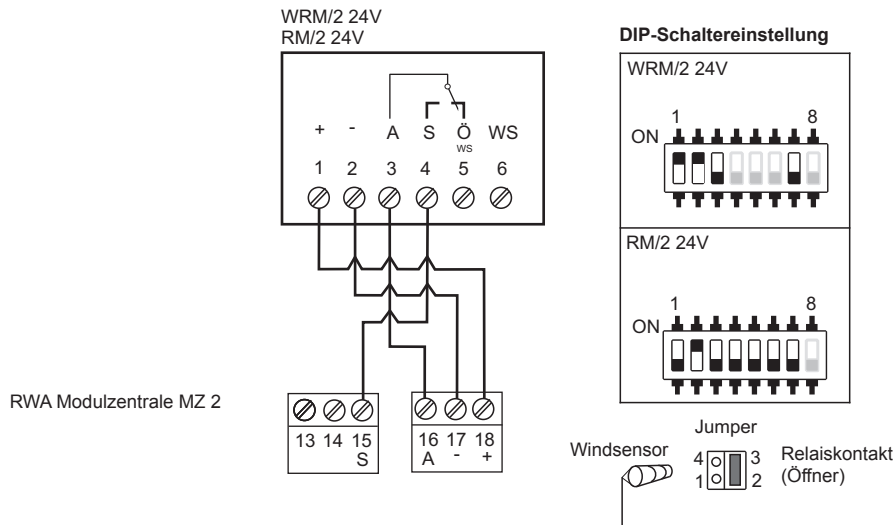 WRM/2 24V
RM/2 24V
+ - A S Ö WS
WS
1 2 3 4 5 6
RWA Modulzentrale MZ 2
13 14 15
S
16 17 18
A - +
DIP-Schaltereinstellung
WRM/2 24V
1 8
ON
RM/2 24V
1 8
ON
Jumper
Windsensor
4 3
1 2
Relaiskontakt
(Öffner)